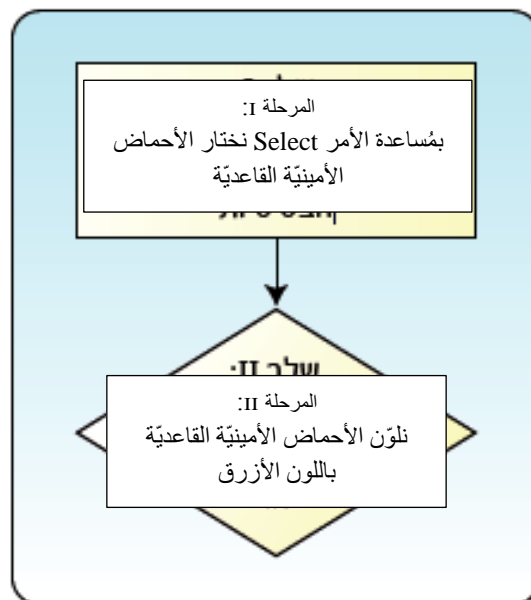 المرحلة I:
بمُساعدة الأمر Select نختار الأحماض
الأمينيّة القاعديّة
שלב II:
المرحلة II:
نلوّن الأحماض الأمينيّة القاعديّة
باللون الأزرق